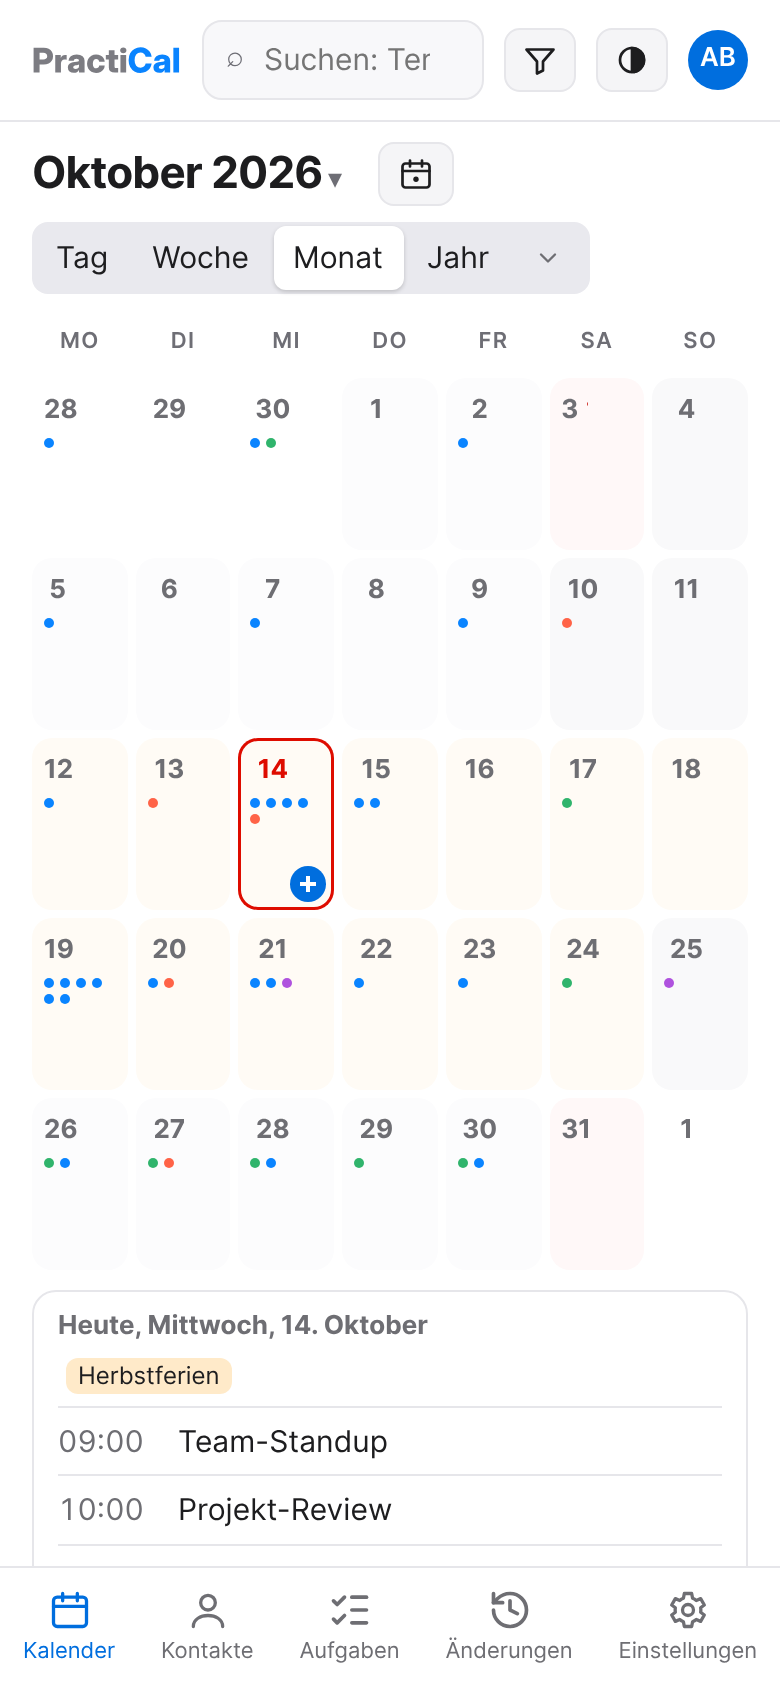 PractiCal
Suchen: Ter
AB
Oktober 2026
Tag Woche Monat Jahr
MO DI MI DO FR SA SO
28 29 30 1 2 3 4
5 6 7 8 9 10 11
12 13 14 15 16 17 18
19 20 21 22 23 24 25
26 27 28 29 30 31 1
Heute, Mittwoch, 14. Oktober
Herbstferien
09:00 Team-Standup
10:00 Projekt-Review
Kalender Kontakte Aufgaben Änderungen Einstellungen